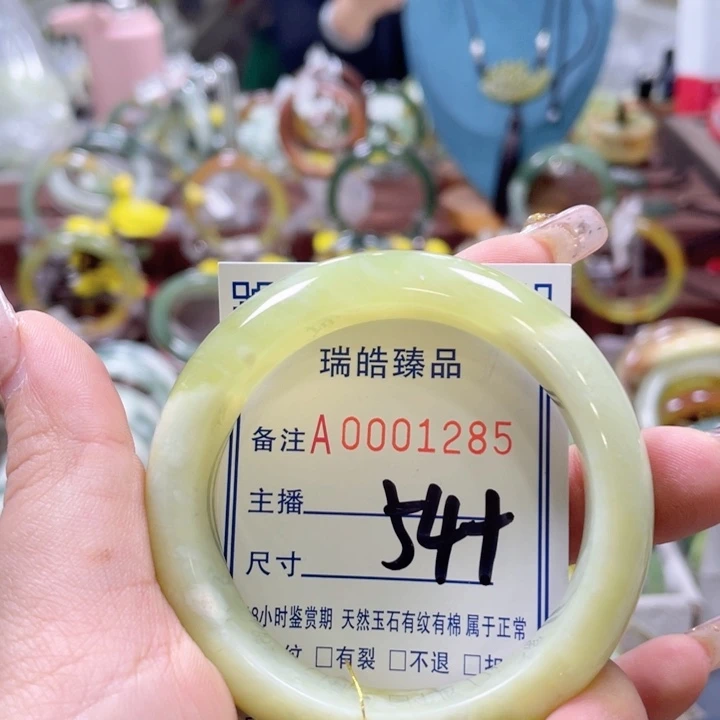 瑞皓臻品
备注A0001285
主播
尺寸
8小时鉴赏期 天然玉石有纹有棉属于正常
纹 □有裂 □不退